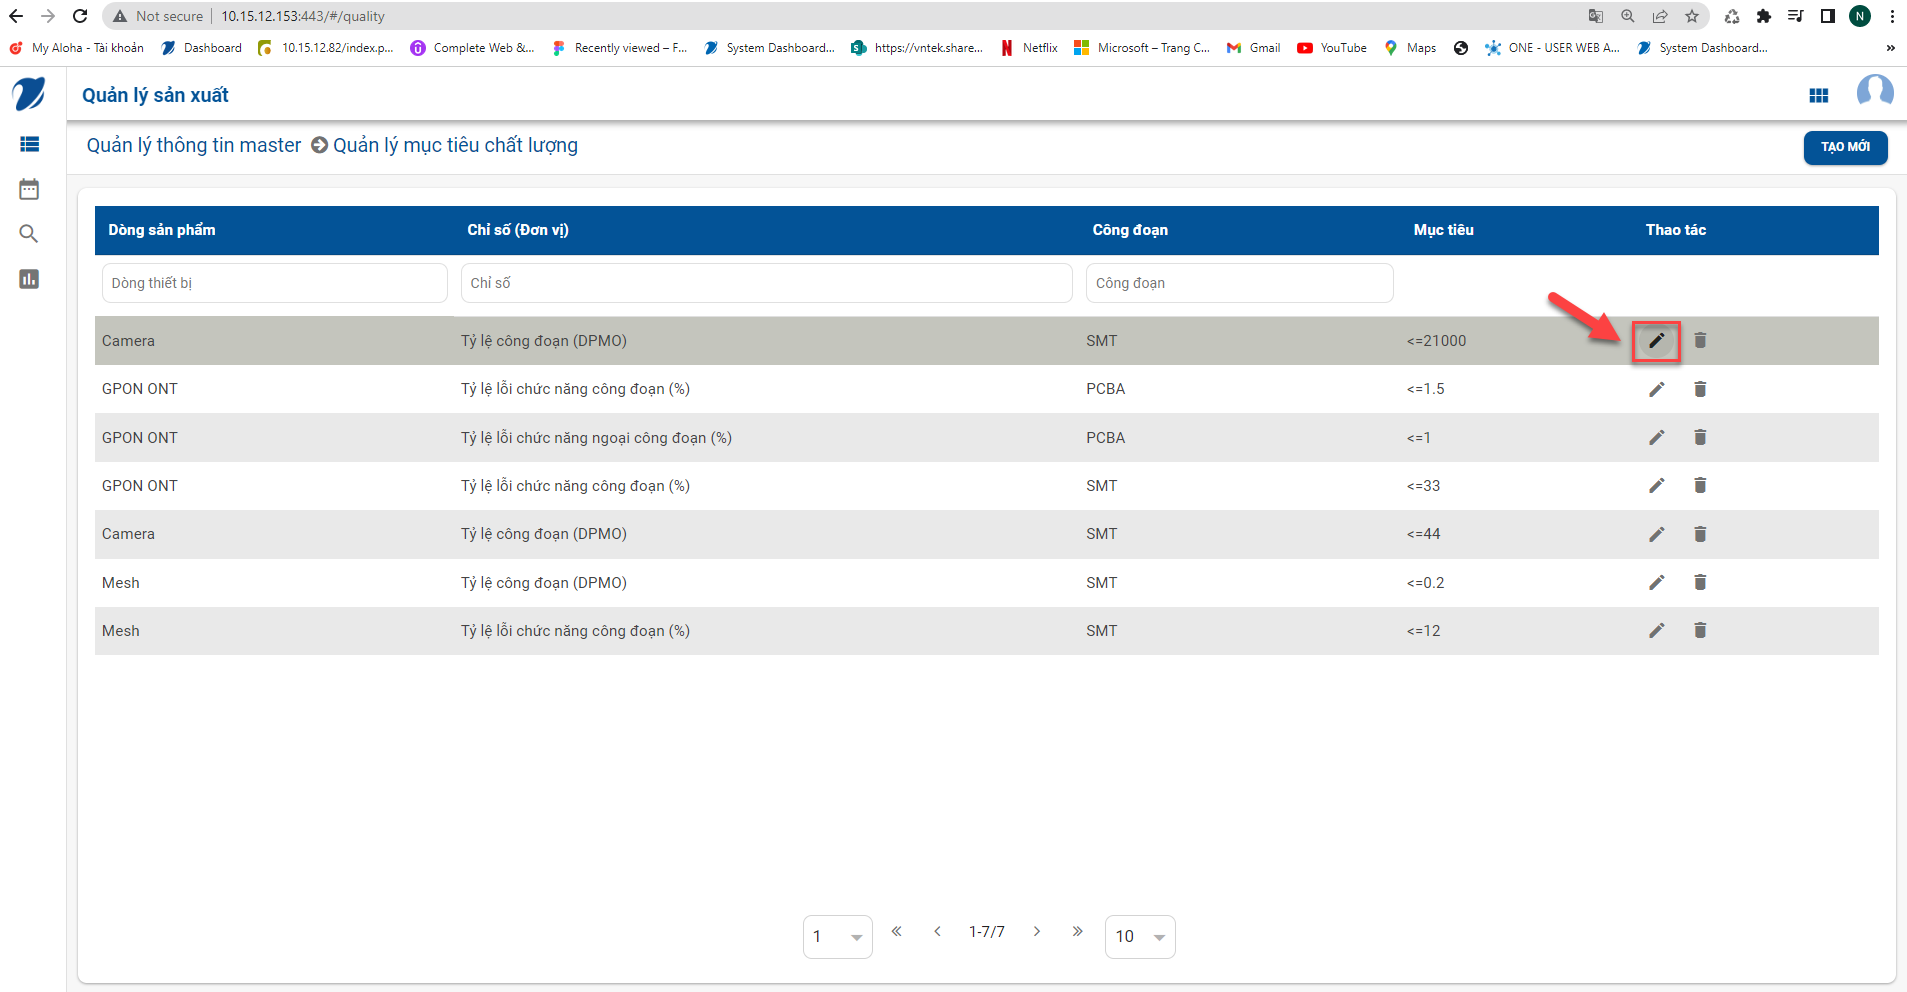 Not secure | 10.15.12.153:443/#/quality
N
My Aloha - Tài khoản Dashboard 10.15.12.82/index.p... Complete Web &... Recently viewed – F... System Dashboard... https://vntek.share... Netflix Microsoft – Trang C... Gmail YouTube Maps ONE - USER WEB A... System Dashboard... »
Quản lý sản xuất
Quản lý thông tin master Quản lý mục tiêu chất lượng TẠO MỚI
Dòng sản phẩm Chỉ số (Đơn vị) Công đoạn Mục tiêu Thao tác
Dòng thiết bị Chỉ số Công đoạn
Camera Tỷ lệ công đoạn (DPMO) SMT <=21000
GPON ONT Tỷ lệ lỗi chức năng công đoạn (%) PCBA <=1.5
GPON ONT Tỷ lệ lỗi chức năng ngoại công đoạn (%) PCBA <=1
GPON ONT Tỷ lệ lỗi chức năng công đoạn (%) SMT <=33
Camera Tỷ lệ công đoạn (DPMO) SMT <=44
Mesh Tỷ lệ công đoạn (DPMO) SMT <=0.2
Mesh Tỷ lệ lỗi chức năng công đoạn (%) SMT <=12
1 « ‹ 1-7/7 › » 10